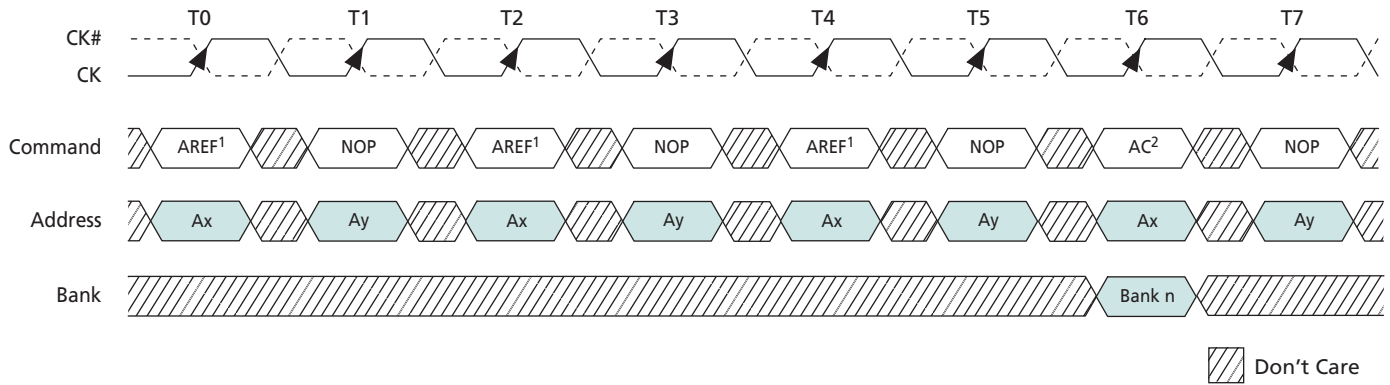 T0 T1 T2 T3 T4 T5 T6 T7
CK#
CK
Command AREF¹ NOP AREF¹ NOP AREF¹ NOP AC² NOP
Address Ax Ay Ax Ay Ax Ay Ax Ay
Bank Bank n
Don't Care